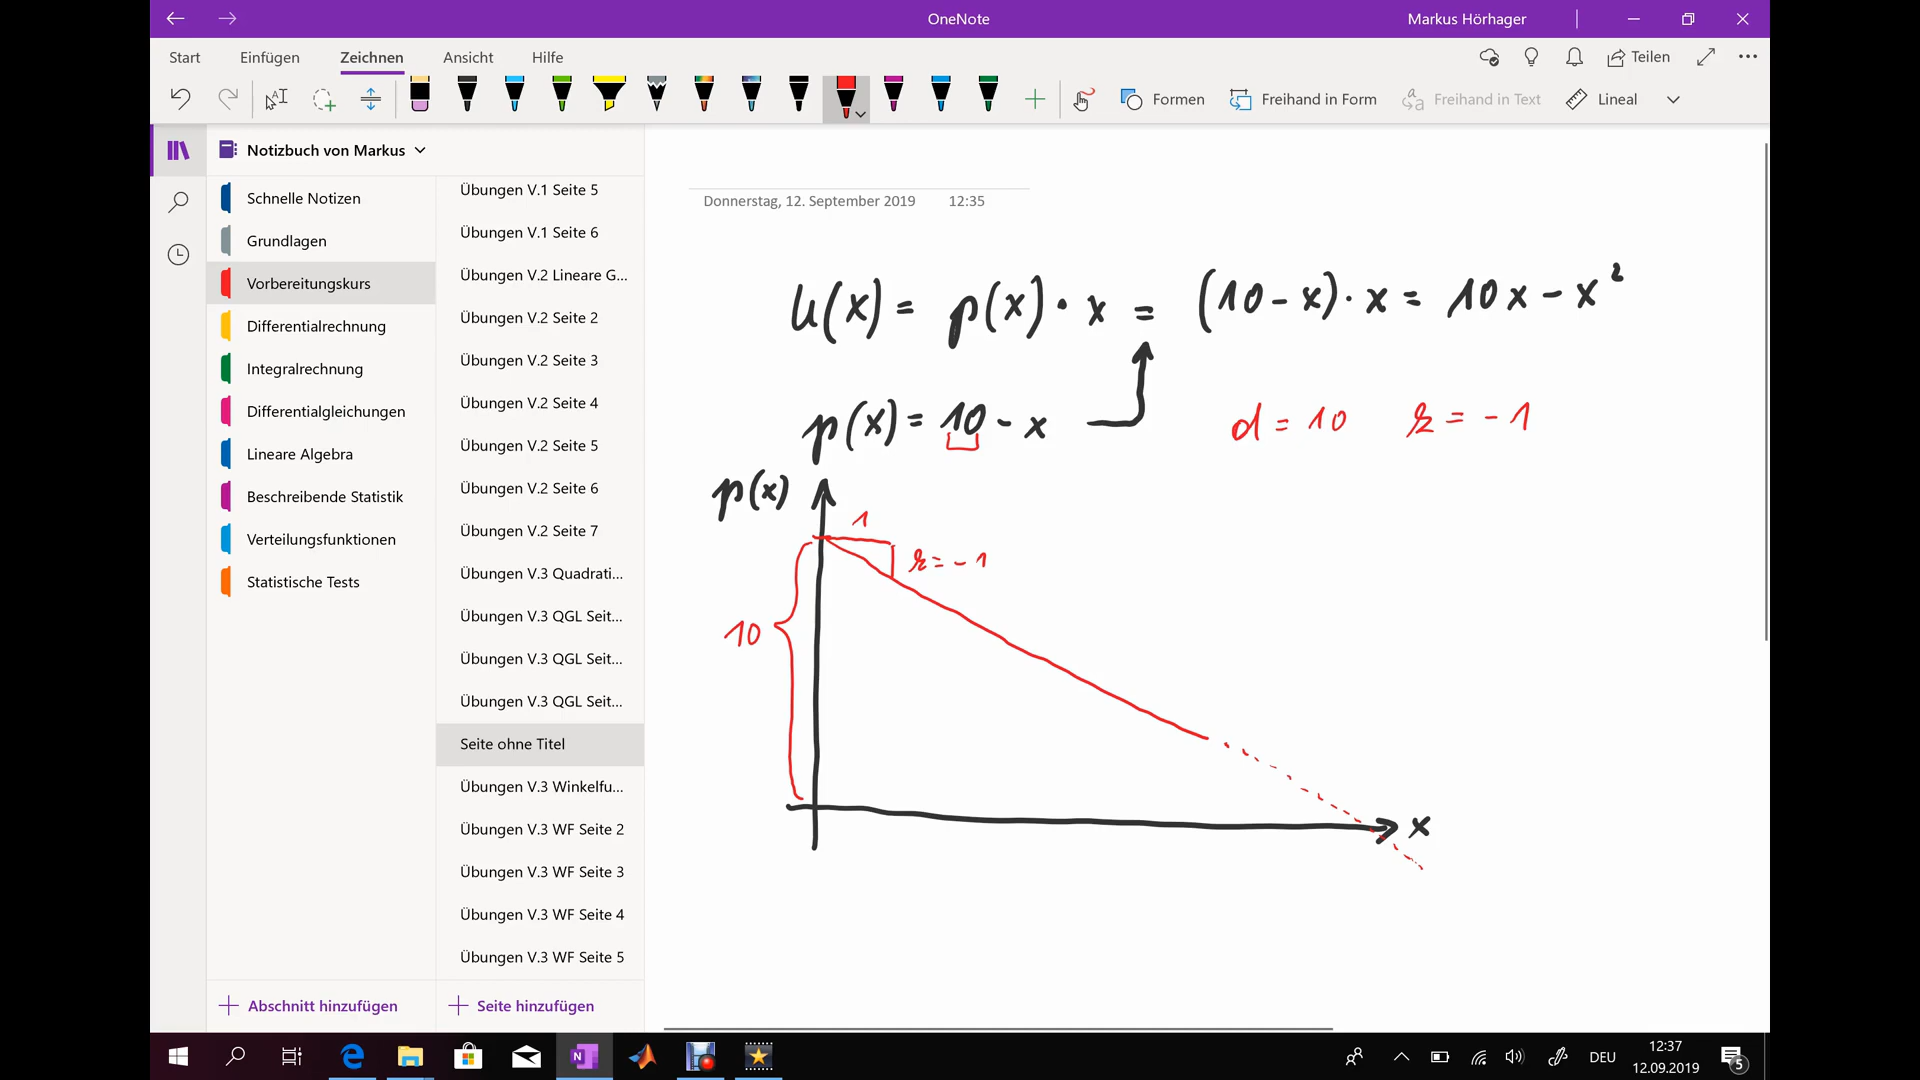 OneNote
Markus Hörhager
Start Einfügen Zeichnen Ansicht Hilfe
Teilen
Formen Freihand in Form Freihand in Text Lineal
Notizbuch von Markus
Schnelle Notizen
Grundlagen
Vorbereitungskurs
Differentialrechnung
Integralrechnung
Differentialgleichungen
Lineare Algebra
Beschreibende Statistik
Verteilungsfunktionen
Statistische Tests
Abschnitt hinzufügen
Übungen V.1 Seite 5
Übungen V.1 Seite 6
Übungen V.2 Lineare G...
Übungen V.2 Seite 2
Übungen V.2 Seite 3
Übungen V.2 Seite 4
Übungen V.2 Seite 5
Übungen V.2 Seite 6
Übungen V.2 Seite 7
Übungen V.3 Quadrati...
Übungen V.3 QGL Seit...
Übungen V.3 QGL Seit...
Übungen V.3 QGL Seit...
Seite ohne Titel
Übungen V.3 Winkelfu...
Übungen V.3 WF Seite 2
Übungen V.3 WF Seite 3
Übungen V.3 WF Seite 4
Übungen V.3 WF Seite 5
Seite hinzufügen
Donnerstag, 12. September 2019 12:35
U(x) = p(x) · x = (10 - x) · x = 10x - x²
p(x) = 10 - x
d = 10 k = -1
p(x)
1
k = -1
10
x
DEU
12:37
12.09.2019
5